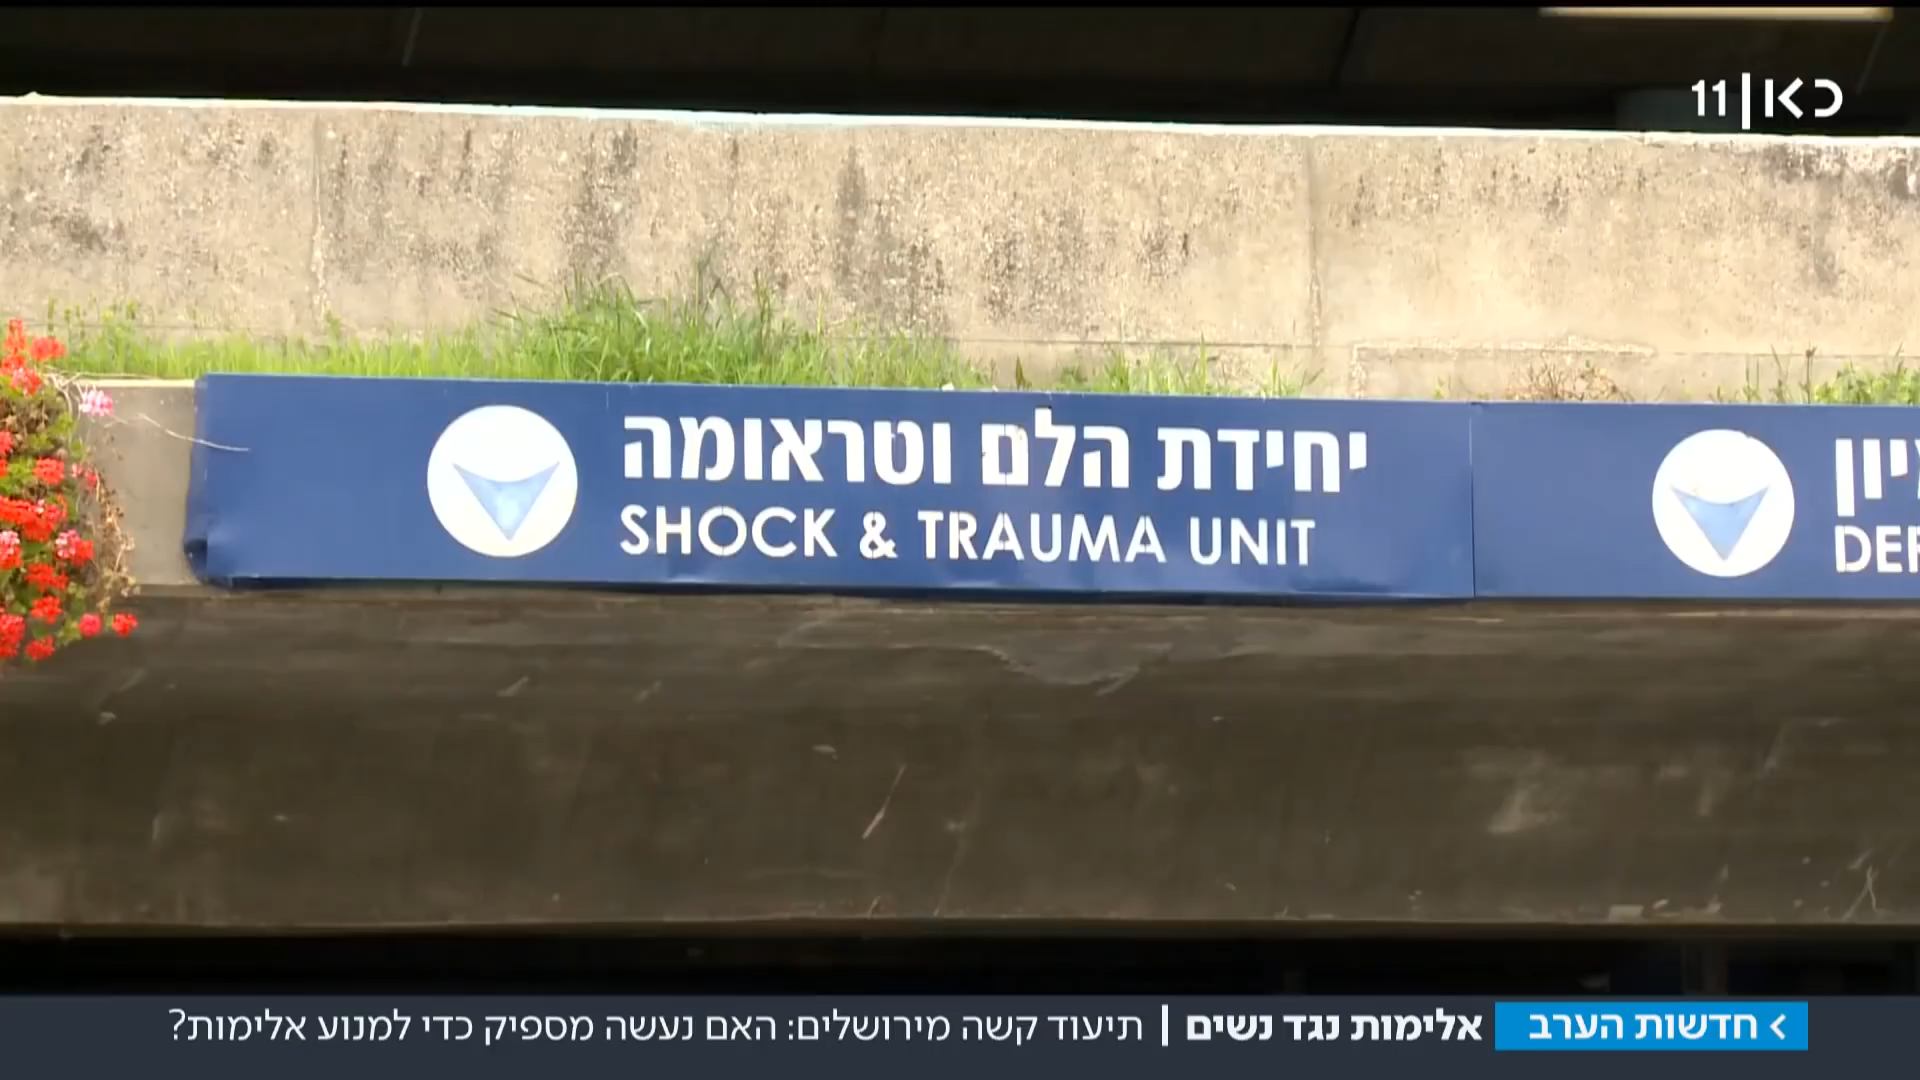 כאן 11
יחידת הלם וטראומה
SHOCK & TRAUMA UNIT
חדשות הערב
אלימות נגד נשים | תיעוד קשה מירושלים: האם נעשה מספיק כדי למנוע אלימות?